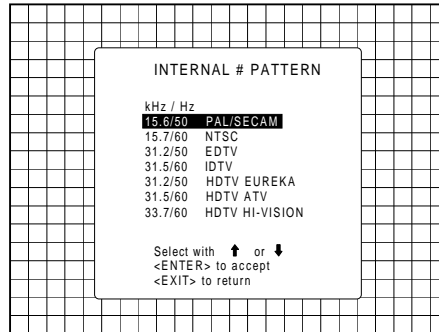 INTERNAL # PATTERN
kHz / Hz
15.6/50 PAL/SECAM
15.7/60 NTSC
31.2/50 EDTV
31.5/60 IDTV
31.2/50 HDTV EUREKA
31.5/60 HDTV ATV
33.7/60 HDTV HI-VISION
Select with ⬆ or ⬇
<ENTER> to accept
<EXIT> to return